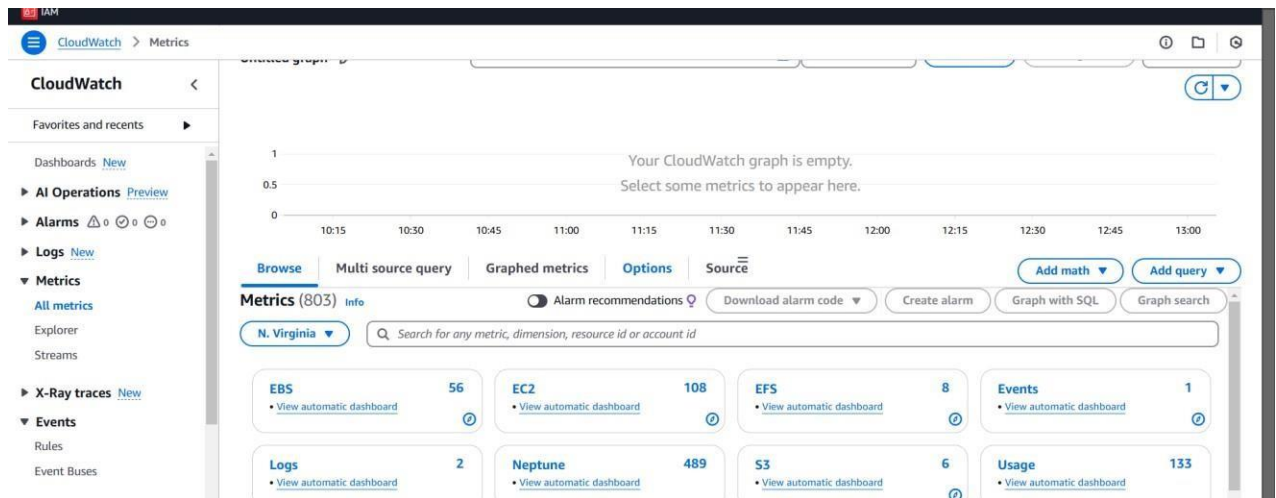 IAM
CloudWatch > Metrics
CloudWatch
Favorites and recents
Dashboards New
AI Operations Preview
Alarms 0 0 0
Logs New
Metrics
All metrics
Explorer
Streams
X-Ray traces New
Events
Rules
Event Buses
Untitled graph
1
0.5
0
Your CloudWatch graph is empty.
Select some metrics to appear here.
10:15 10:30 10:45 11:00 11:15 11:30 11:45 12:00 12:15 12:30 12:45 13:00
Browse Multi source query Graphed metrics Options Source Add math Add query
Metrics (803) Info Alarm recommendations Download alarm code Create alarm Graph with SQL Graph search
N. Virginia Search for any metric, dimension, resource id or account id
EBS 56
• View automatic dashboard
EC2 108
• View automatic dashboard
EFS 8
• View automatic dashboard
Events 1
• View automatic dashboard
Logs 2
• View automatic dashboard
Neptune 489
• View automatic dashboard
S3 6
• View automatic dashboard
Usage 133
• View automatic dashboard